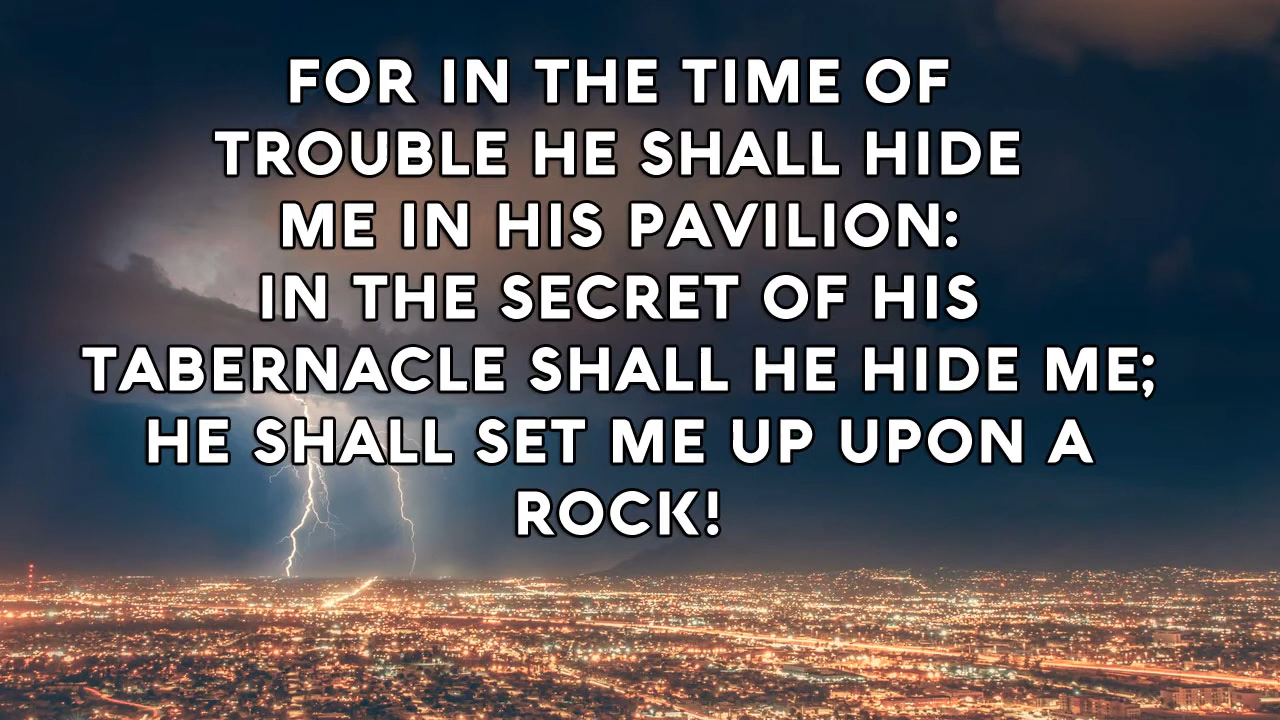 FOR IN THE TIME OF
TROUBLE HE SHALL HIDE
ME IN HIS PAVILION:
IN THE SECRET OF HIS
TABERNACLE SHALL HE HIDE ME;
HE SHALL SET ME UP UPON A
ROCK!